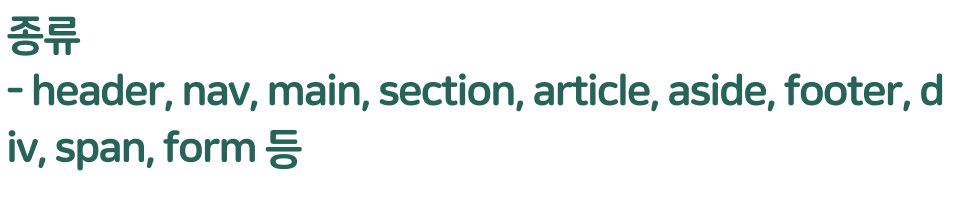 종류
- header, nav, main, section, article, aside, footer, d
iv, span, form 등